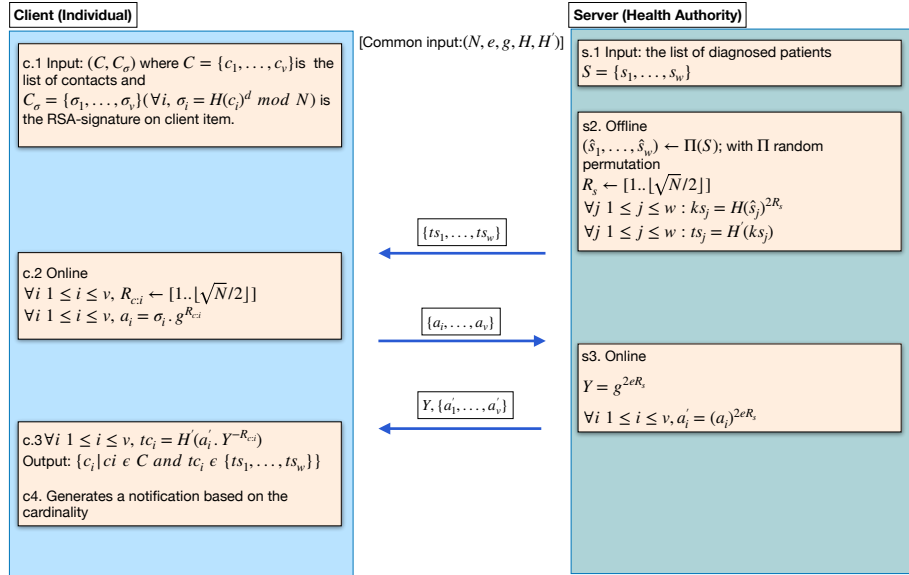 Client (Individual)
c.1 Input: (C, C_σ) where C = {c_1, . . . , c_v}is the
list of contacts and
C_σ = {σ_1, . . . , σ_v}(∀i, σ_i = H(c_i)^d mod N) is
the RSA-signature on client item.
[Common input:(N, e, g, H, H′)]
Server (Health Authority)
s.1 Input: the list of diagnosed patients
S = {s_1, . . . , s_w}
s2. Offline
(ŝ_1, . . . , ŝ_w) ← Π(S); with Π random
permutation
R_s ← [1..⌊√N/2⌋]
∀j 1 ≤ j ≤ w : ks_j = H(ŝ_j)^{2R_s}
∀j 1 ≤ j ≤ w : ts_j = H′(ks_j)
{ts_1, . . . , ts_w}
c.2 Online
∀i 1 ≤ i ≤ v, R_{c:i} ← [1..⌊√N/2⌋]
∀i 1 ≤ i ≤ v, a_i = σ_i . g^{R_{c:i}}
{a_i, . . . , a_v}
s3. Online
Y = g^{2eR_s}
∀i 1 ≤ i ≤ v, a′_i = (a_i)^{2eR_s}
Y, {a′_1, . . . , a′_v}
c.3 ∀i 1 ≤ i ≤ v, tc_i = H′(a′_i . Y^{−R_{c:i}})
Output: {c_i | ci ϵ C and tc_i ϵ {ts_1, . . . , ts_w}}
c4. Generates a notification based on the
cardinality